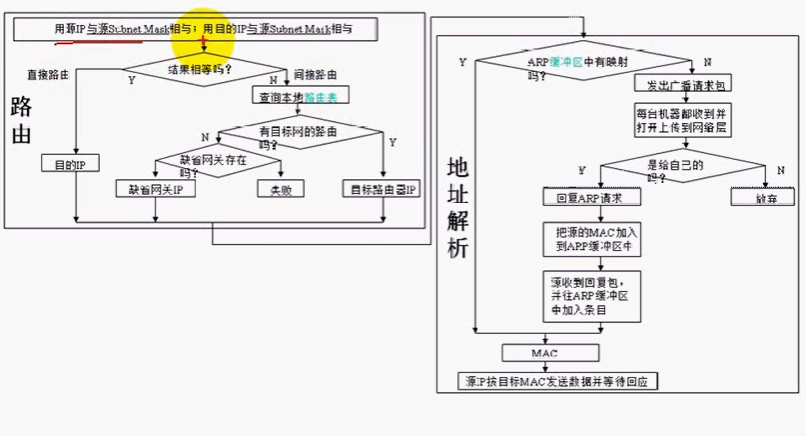 用源IP与源Subnet Mask相与；用目的IP与源Subnet Mark相与
直接路由
结果相等吗？
Y
N
间接路由
路
由
查询本地路由表
有目标网的路由
吗？
N
Y
缺省网关存在
吗？
目的IP
缺省网关IP
失败
目标路由器IP
地
址
解
析
Y
ARP缓冲区中有映射
吗？
N
发出广播请求包
每台机器都收到并
打开上传到网络层
是给自己的
吗？
Y
N
回复ARP请求
放弃
把源的MAC加入
到ARP缓冲区中
源收到回复包，
并往ARP缓冲区
中加入条目
MAC
源IP按目标MAC发送数据并等待回应